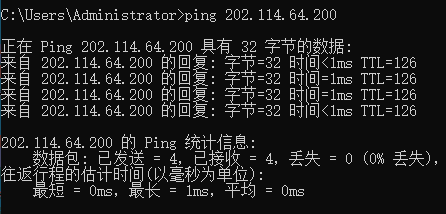 C:\Users\Administrator>ping 202.114.64.200
正在 Ping 202.114.64.200 具有 32 字节的数据:
来自 202.114.64.200 的回复: 字节=32 时间<1ms TTL=126
来自 202.114.64.200 的回复: 字节=32 时间=1ms TTL=126
来自 202.114.64.200 的回复: 字节=32 时间=1ms TTL=126
来自 202.114.64.200 的回复: 字节=32 时间<1ms TTL=126
202.114.64.200 的 Ping 统计信息:
数据包: 已发送 = 4，已接收 = 4，丢失 = 0 (0% 丢失)，
往返行程的估计时间(以毫秒为单位):
最短 = 0ms，最长 = 1ms，平均 = 0ms